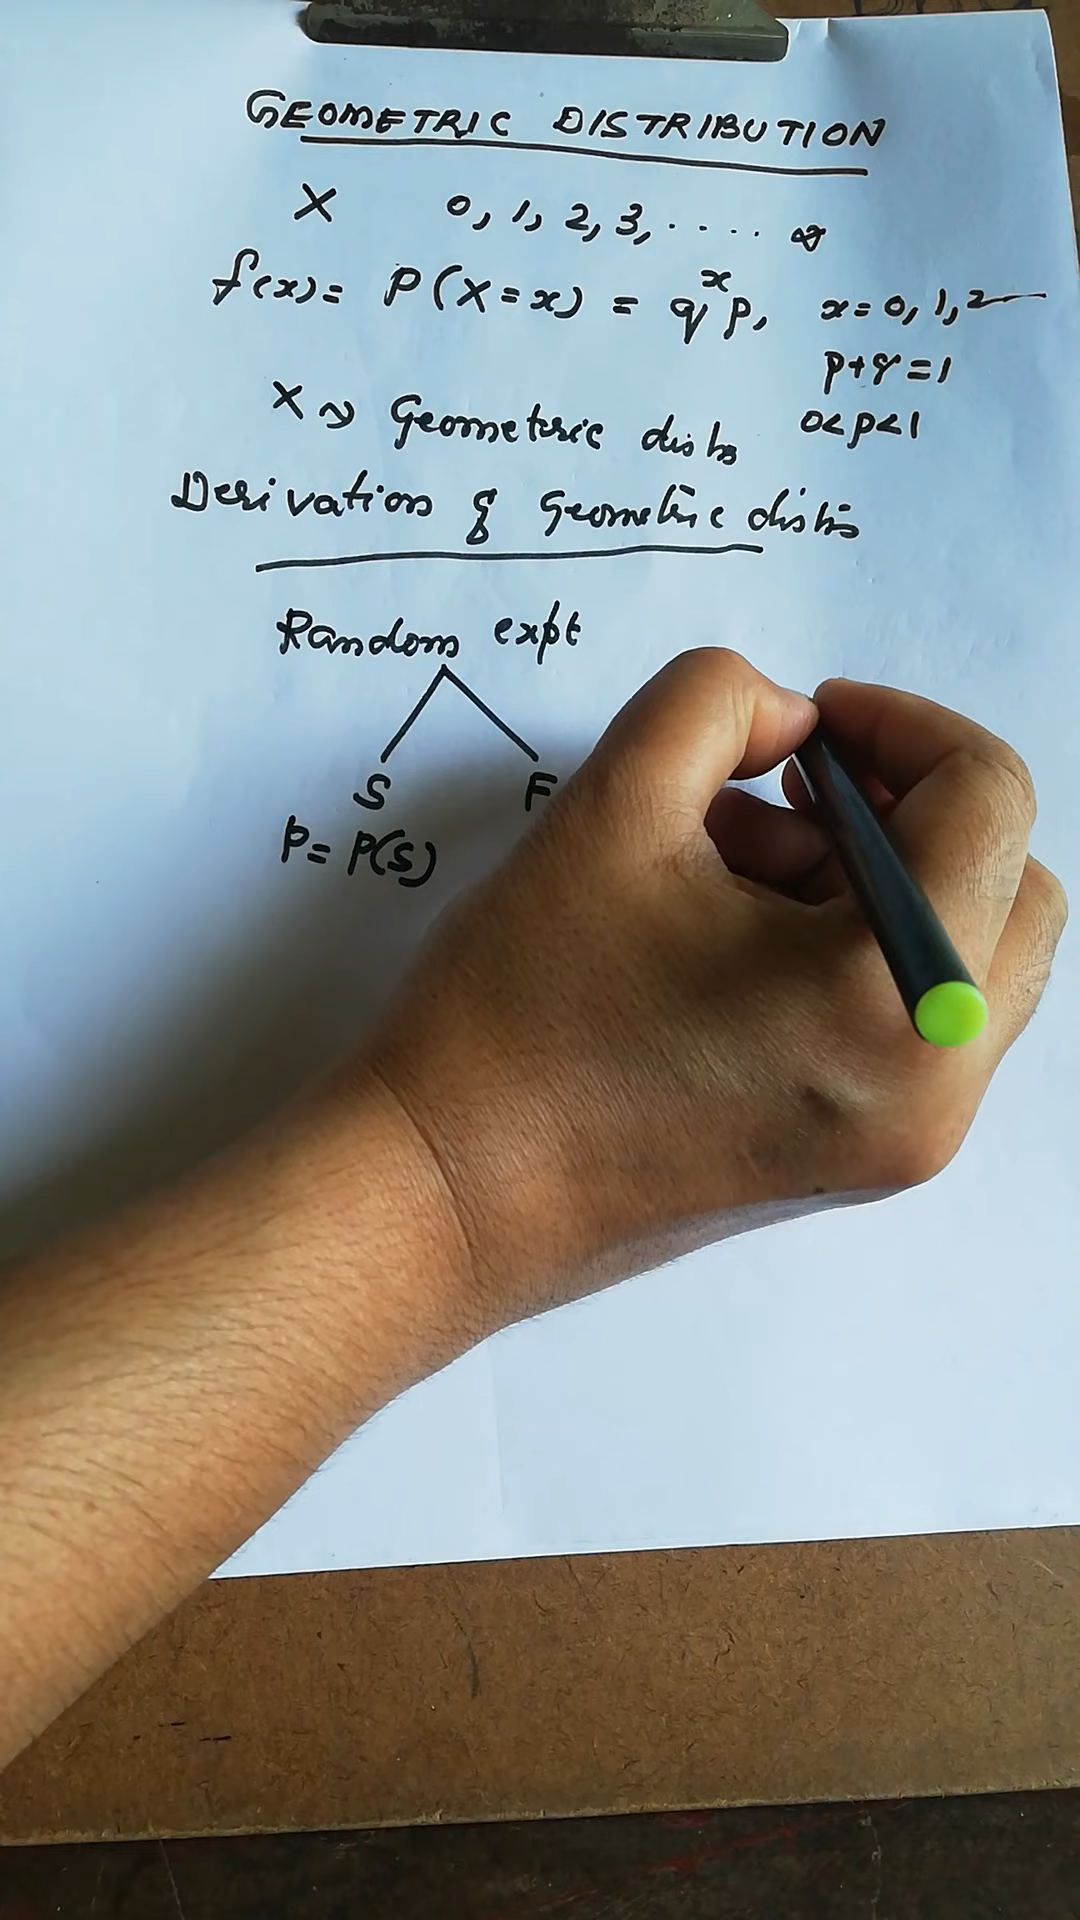 GEOMETRIC DISTRIBUTION
X 0, 1, 2, 3, ..... ∞
f(x) = P(X=x) = q^x p, x=0, 1, 2
p+q=1
X ~ Geometric distn 0<p<1
Derivation of Geometric distn
Random expt
S F
p= P(S)